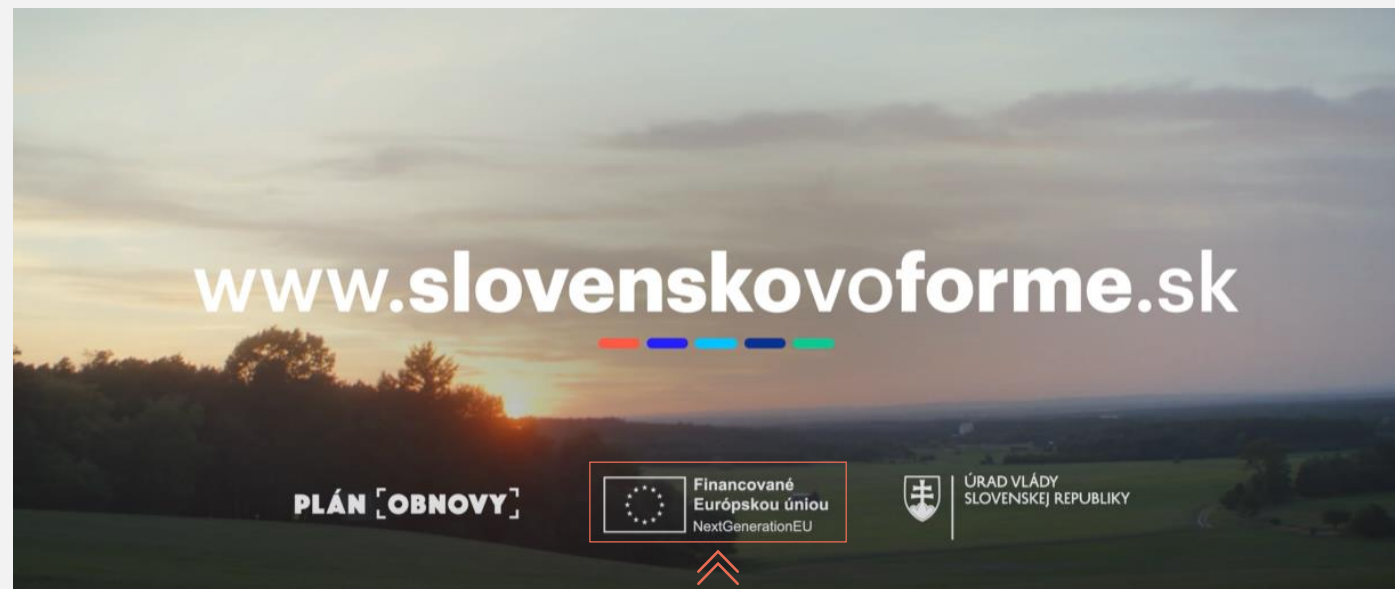 www.slovenskovoforme.sk
PLÁN [OBNOVY]
Financované
Európskou úniou
NextGenerationEU
ÚRAD VLÁDY
SLOVENSKEJ REPUBLIKY